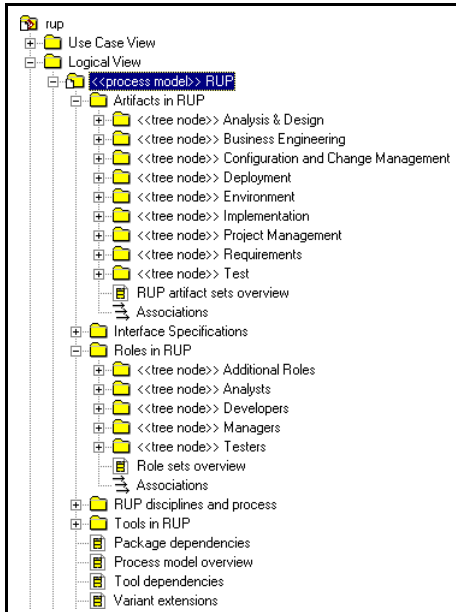 rup
Use Case View
Logical View
<<process model>> RUP
Artifacts in RUP
<<tree node>> Analysis & Design
<<tree node>> Business Engineering
<<tree node>> Configuration and Change Management
<<tree node>> Deployment
<<tree node>> Environment
<<tree node>> Implementation
<<tree node>> Project Management
<<tree node>> Requirements
<<tree node>> Test
RUP artifact sets overview
Associations
Interface Specifications
Roles in RUP
<<tree node>> Additional Roles
<<tree node>> Analysts
<<tree node>> Developers
<<tree node>> Managers
<<tree node>> Testers
Role sets overview
Associations
RUP disciplines and process
Tools in RUP
Package dependencies
Process model overview
Tool dependencies
Variant extensions